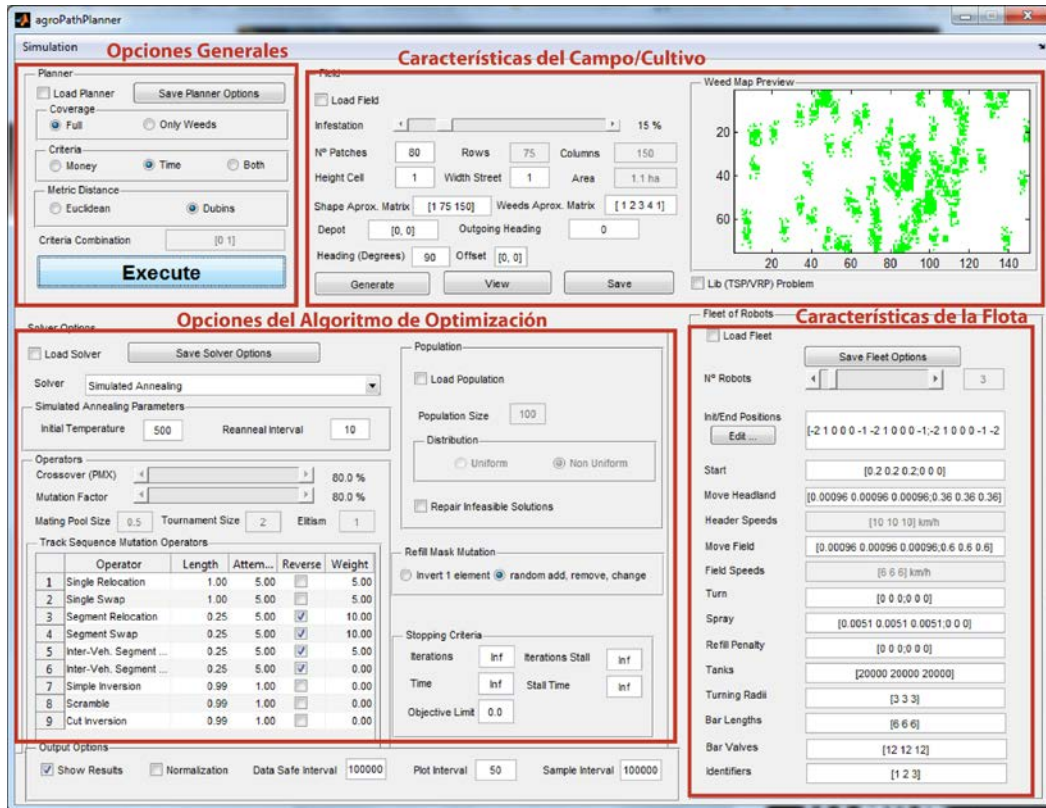 agroPathPlanner
Simulation
Opciones Generales
Planner
Load Planner Save Planner Options
Coverage
Full Only Weeds
Criteria
Money Time Both
Metric Distance
Euclidean Dubins
Criteria Combination [0 1]
Execute
Características del Campo/Cultivo
Field
Load Field
Infestation 15 %
Nº Patches 80 Rows 75 Columns 150
Height Cell 1 Width Street 1 Area 1.1 ha
Shape Aprox. Matrix [1 75 150] Weeds Aprox. Matrix [ 1 2 3 4 1]
Depot [0, 0] Outgoing Heading 0
Heading (Degrees) 90 Offset [0, 0]
Generate View Save
Weed Map Preview
20
40
60
20 40 60 80 100 120 140
Lib (TSP/VRP) Problem
Opciones del Algoritmo de Optimización
Solver Options
Load Solver Save Solver Options
Solver Simulated Annealing
Simulated Annealing Parameters
Initial Temperature 500 Reanneal Interval 10
Operators
Crossover (PMX) 80.0 %
Mutation Factor 80.0 %
Mating Pool Size 0.5 Tournament Size 2 Elitism 1
Track Sequence Mutation Operators
Operator Length Attem... Reverse Weight
1 Single Relocation 1.00 5.00 5.00
2 Single Swap 1.00 5.00 5.00
3 Segment Relocation 0.25 5.00 10.00
4 Segment Swap 0.25 5.00 10.00
5 Inter-Veh. Segment ... 0.25 5.00 5.00
6 Inter-Veh. Segment ... 0.25 5.00 0.00
7 Simple Inversion 0.99 1.00 0.00
8 Scramble 0.99 1.00 0.00
9 Cut Inversion 0.99 1.00 0.00
Population
Load Population
Population Size 100
Distribution
Uniform Non Uniform
Repair Infeasible Solutions
Refill Mask Mutation
Invert 1 element random add, remove, change
Stopping Criteria
Iterations Inf Iterations Stall Inf
Time Inf Stall Time Inf
Objective Limit 0.0
Características de la Flota
Fleet of Robots
Load Fleet
Save Fleet Options
Nº Robots 3
Init/End Positions
Edit ... [-2 1 0 0 0 -1 -2 1 0 0 0 -1;-2 1 0 0 0 -1 -2
Start [0.2 0.2 0.2;0 0 0]
Move Headland [0.00096 0.00096 0.00096;0.36 0.36 0.36]
Header Speeds [10 10 10] km/h
Move Field [0.00096 0.00096 0.00096;0.6 0.6 0.6]
Field Speeds [6 6 6] km/h
Turn [0 0 0;0 0 0]
Spray [0.0051 0.0051 0.0051;0 0 0]
Refill Penalty [0 0 0;0 0 0]
Tanks [20000 20000 20000]
Turning Radii [3 3 3]
Bar Lengths [6 6 6]
Bar Valves [12 12 12]
Identifiers [1 2 3]
Output Options
Show Results Normalization Data Safe Interval 100000 Plot Interval 50 Sample Interval 100000